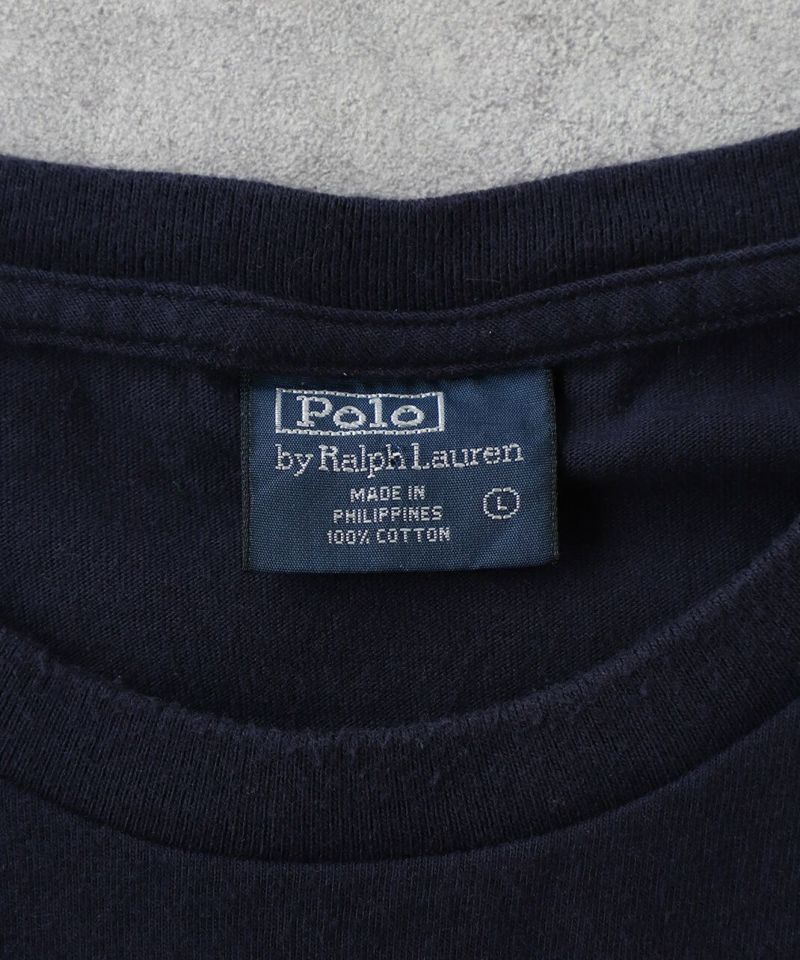 Polo
by Ralph Lauren
MADE IN
PHILIPPINES
100% COTTON
L